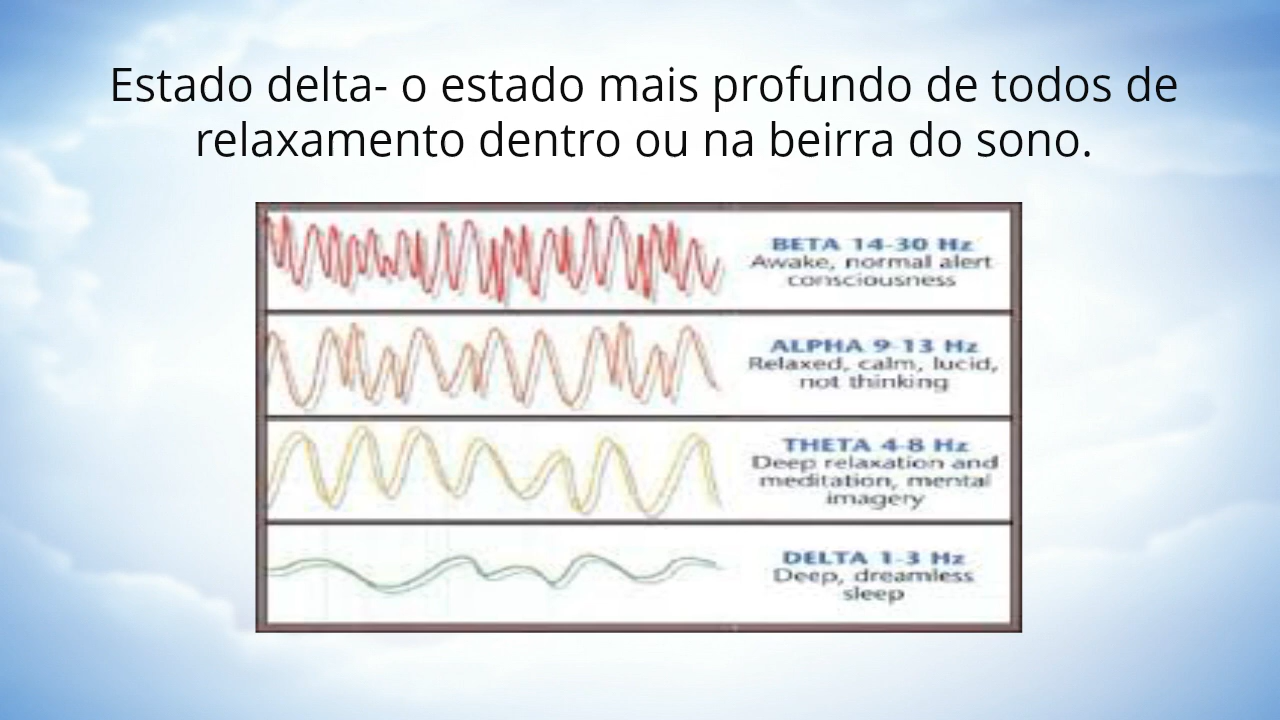 Estado delta- o estado mais profundo de todos de
relaxamento dentro ou na beirra do sono.
BETA 14-30 Hz
Awake, normal alert
consciousness
ALPHA 9-13 Hz
Relaxed, calm, lucid,
not thinking
THETA 4-8 Hz
Deep relaxation and
meditation, mental
imagery
DELTA 1-3 Hz
Deep, dreamless
sleep